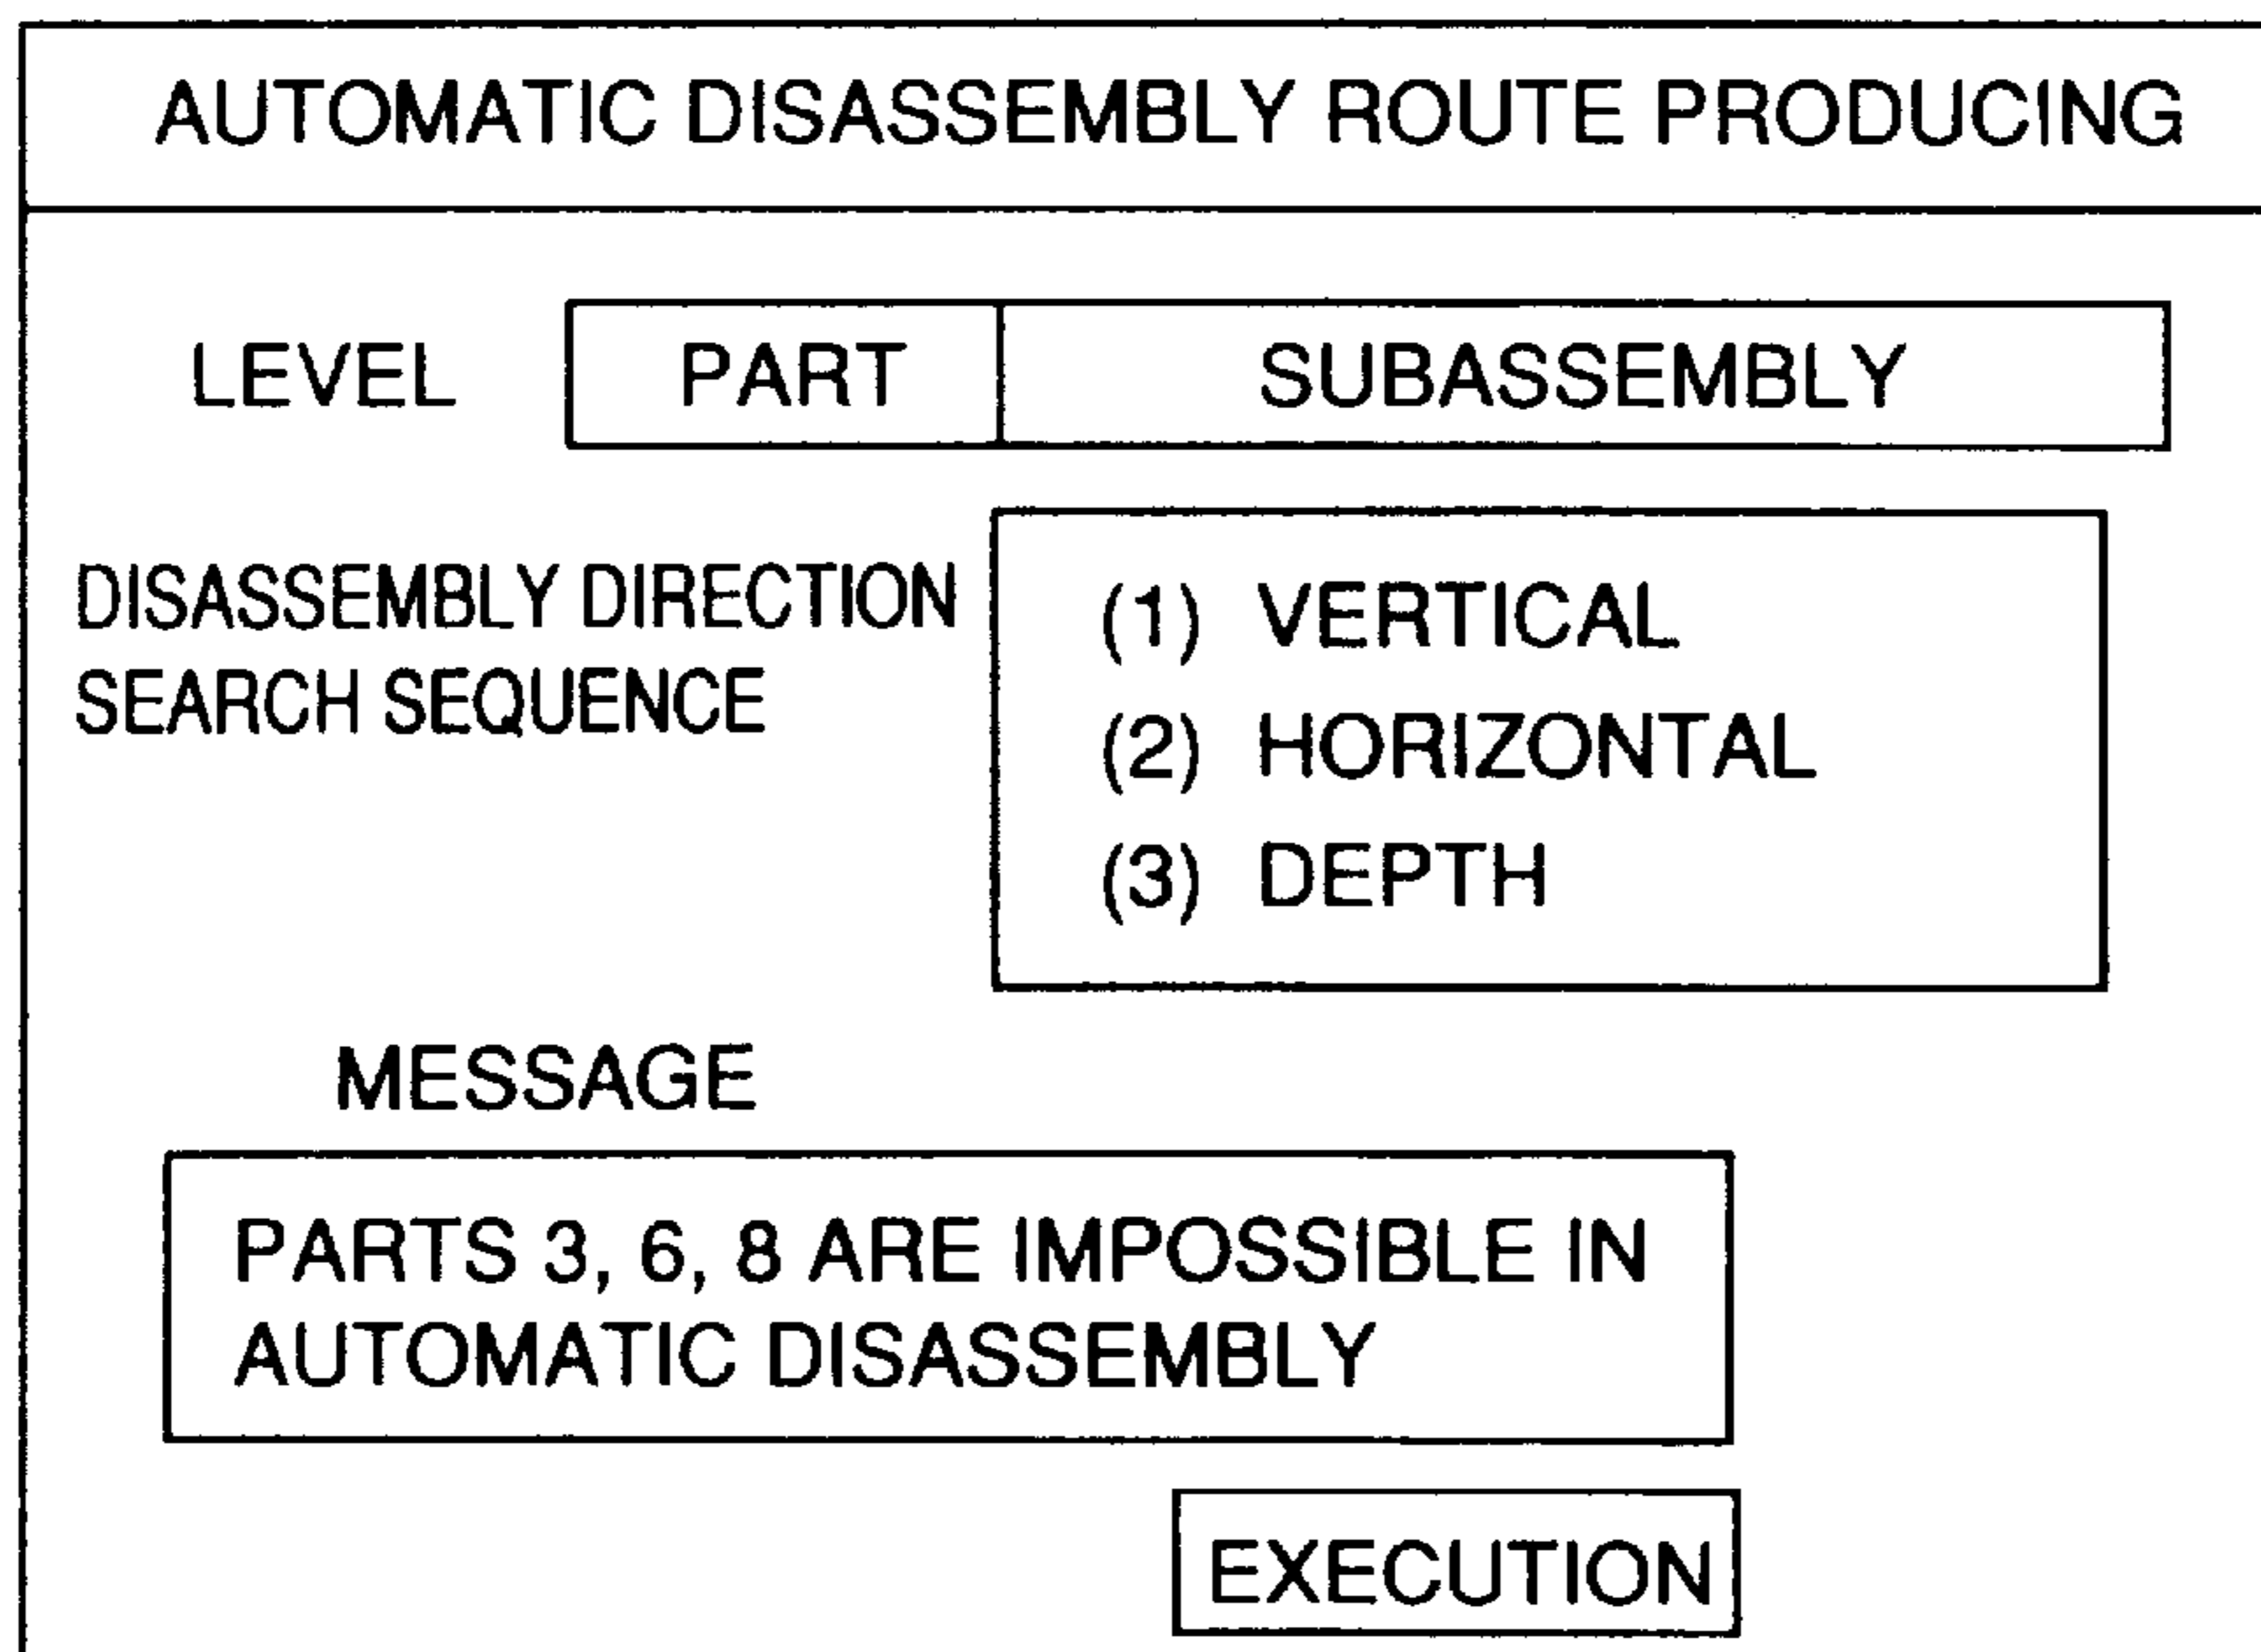 AUTOMATIC DISASSEMBLY ROUTE PRODUCING
LEVEL PART SUBASSEMBLY
DISASSEMBLY DIRECTION
SEARCH SEQUENCE
(1) VERTICAL
(2) HORIZONTAL
(3) DEPTH
MESSAGE
PARTS 3, 6, 8 ARE IMPOSSIBLE IN
AUTOMATIC DISASSEMBLY
EXECUTION